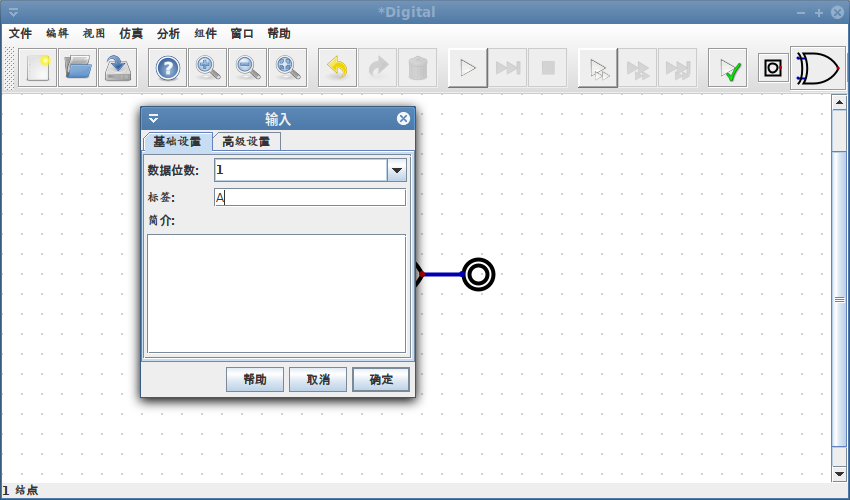 *Digital
文件 编辑 视图 仿真 分析 组件 窗口 帮助
输入
基础设置 高级设置
数据位数: 1
标签: A
简介:
帮助 取消 确定
1 结点